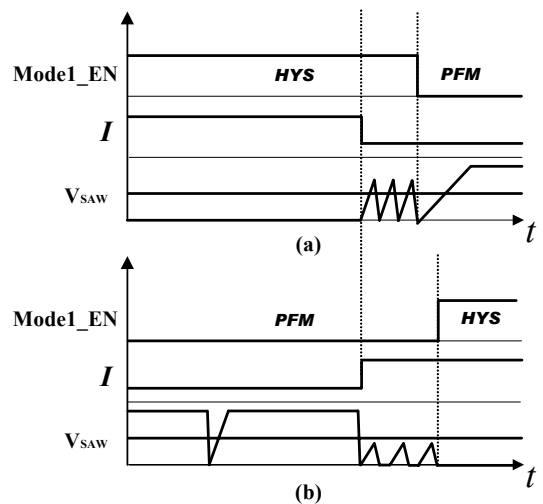 Mode1_EN
HYS
PFM
I
VSAW
t
(a)
Mode1_EN
PFM
HYS
I
VSAW
t
(b)